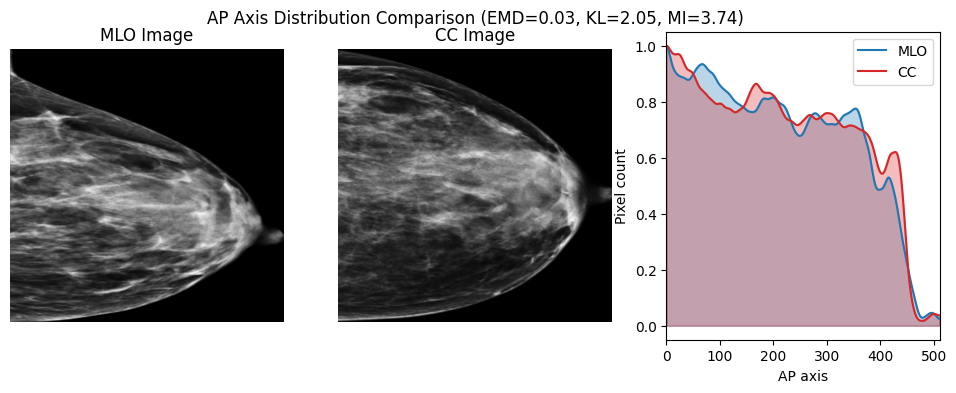 AP Axis Distribution Comparison (EMD=0.03, KL=2.05, MI=3.74)
MLO Image
CC Image
MLO
CC
Pixel count
1.0
0.8
0.6
0.4
0.2
0.0
0 100 200 300 400 500
AP axis